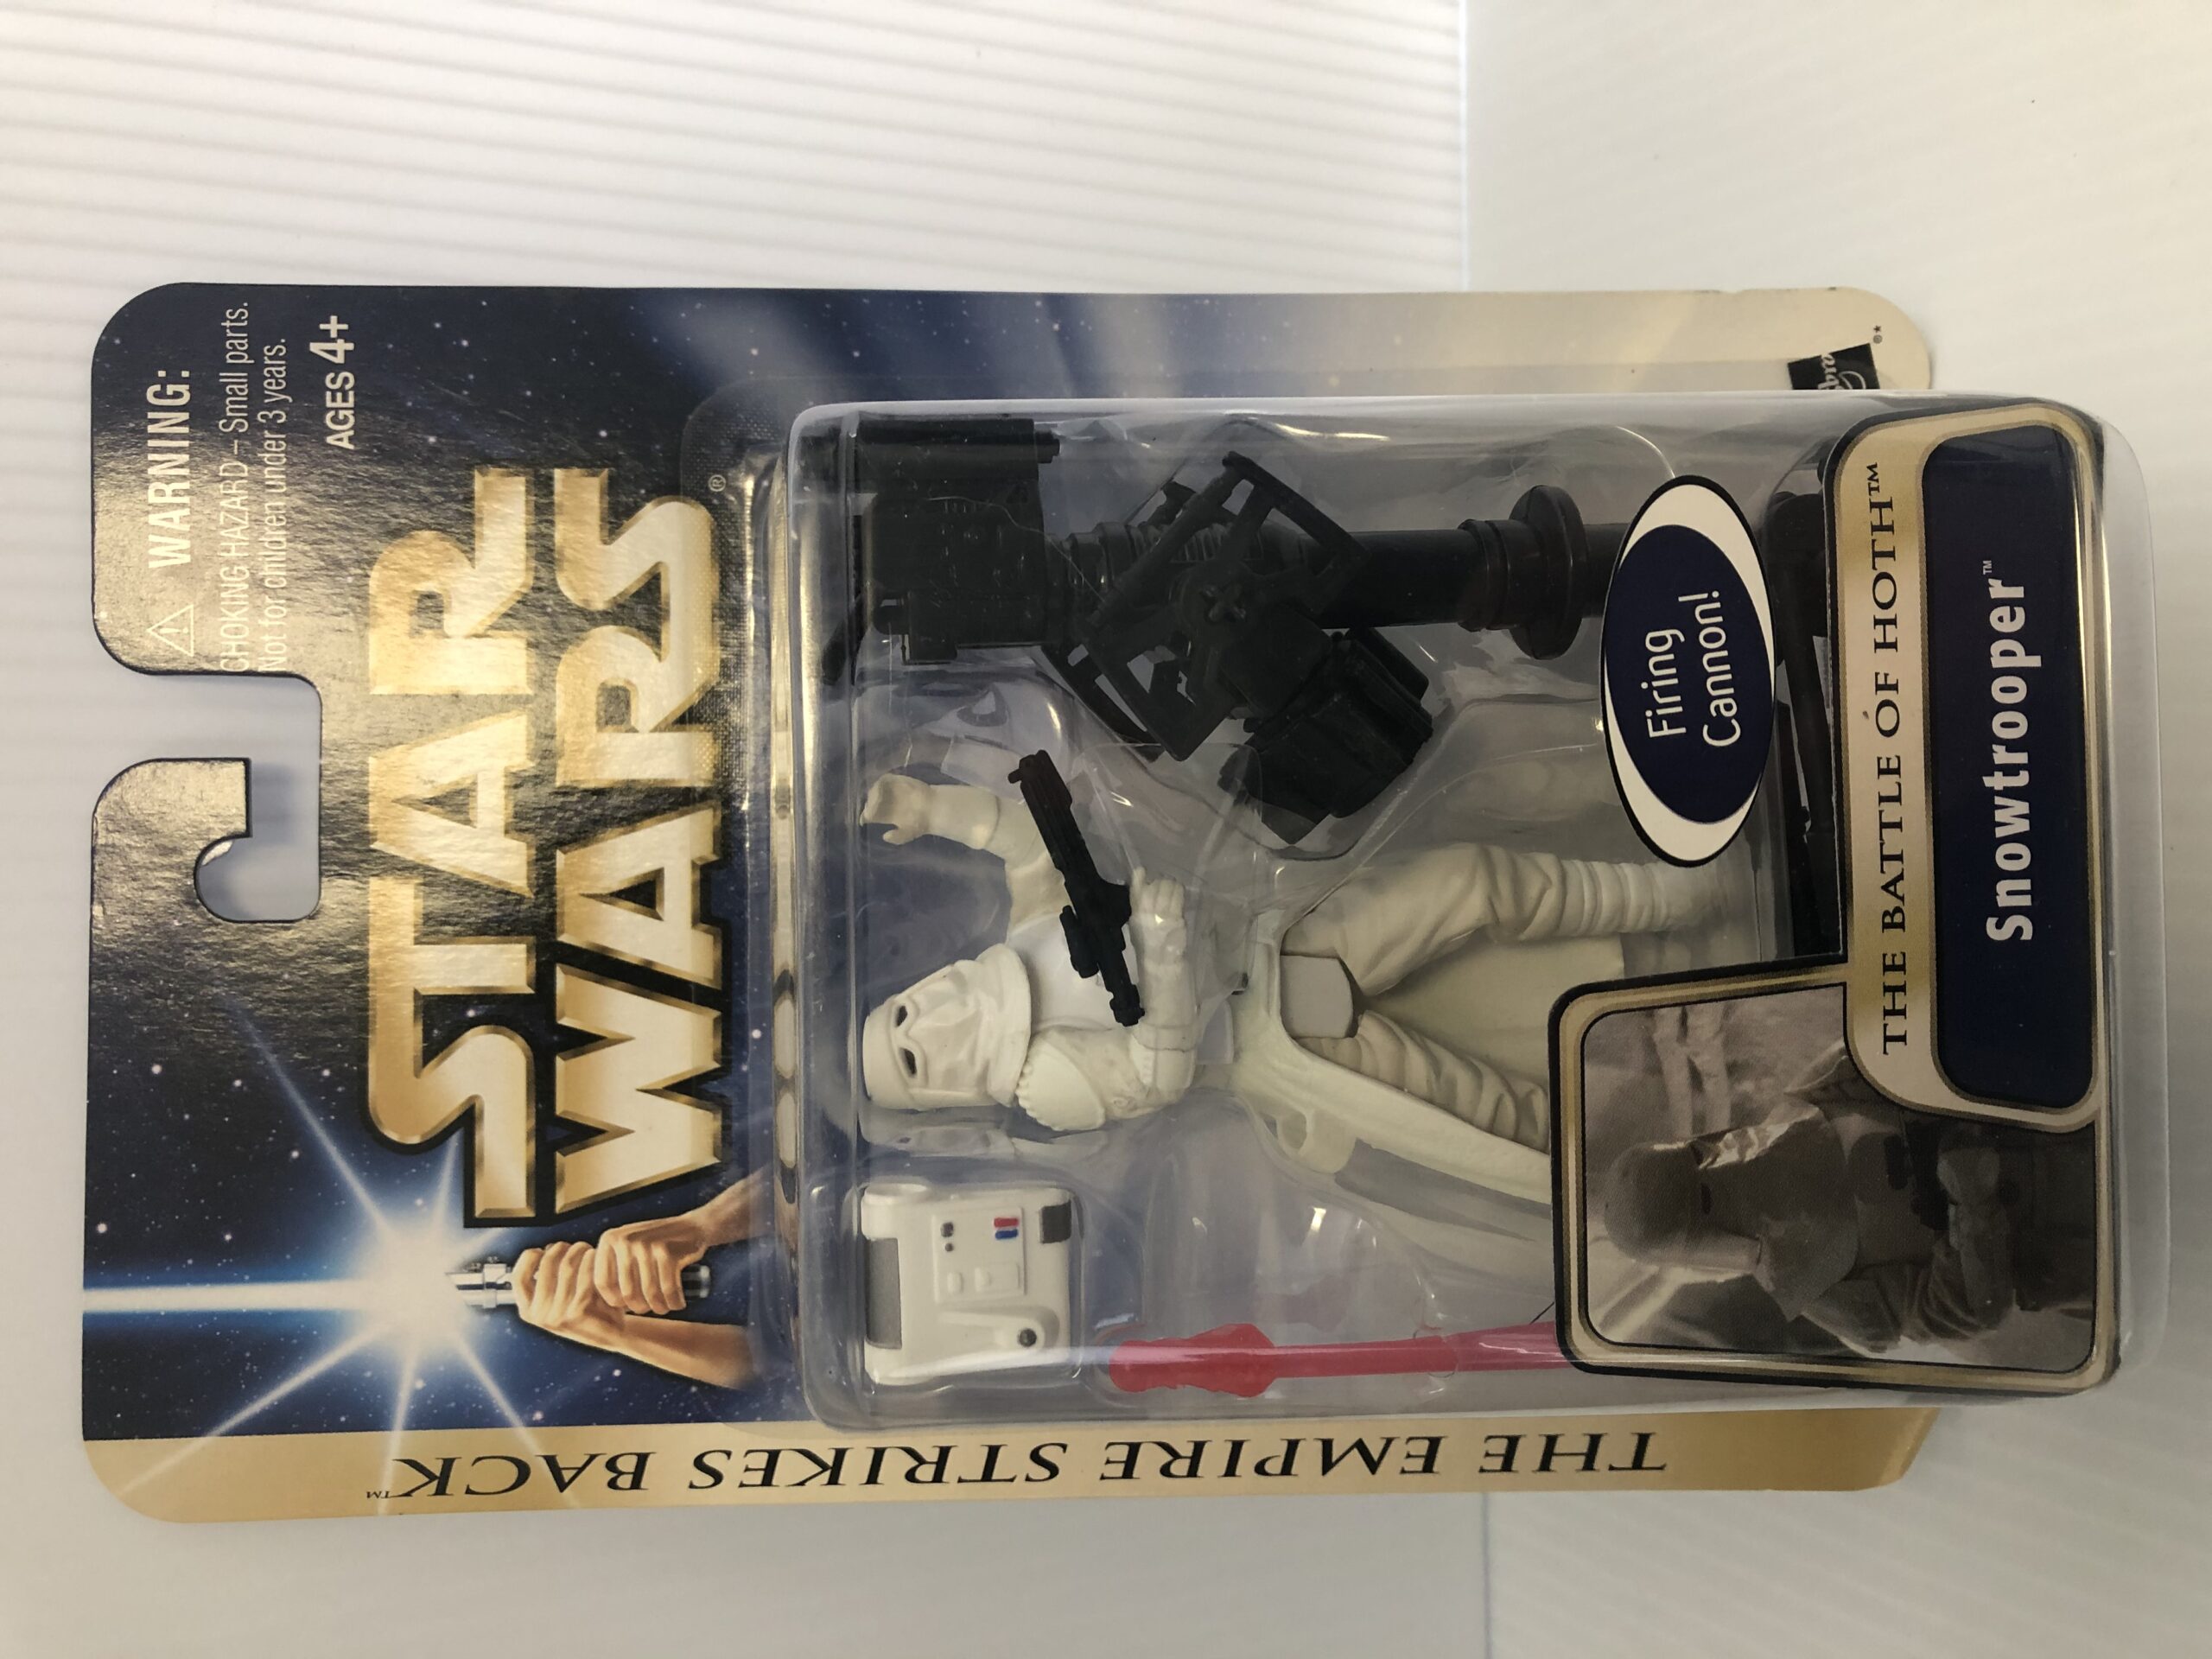 ⚠ WARNING:
CHOKING HAZARD – Small parts.
Not for children under 3 years.
AGES 4+
STAR
WARS®
THE EMPIRE STRIKES BACK™
Firing
Cannon!
THE BATTLE OF HOTH™
Snowtrooper™